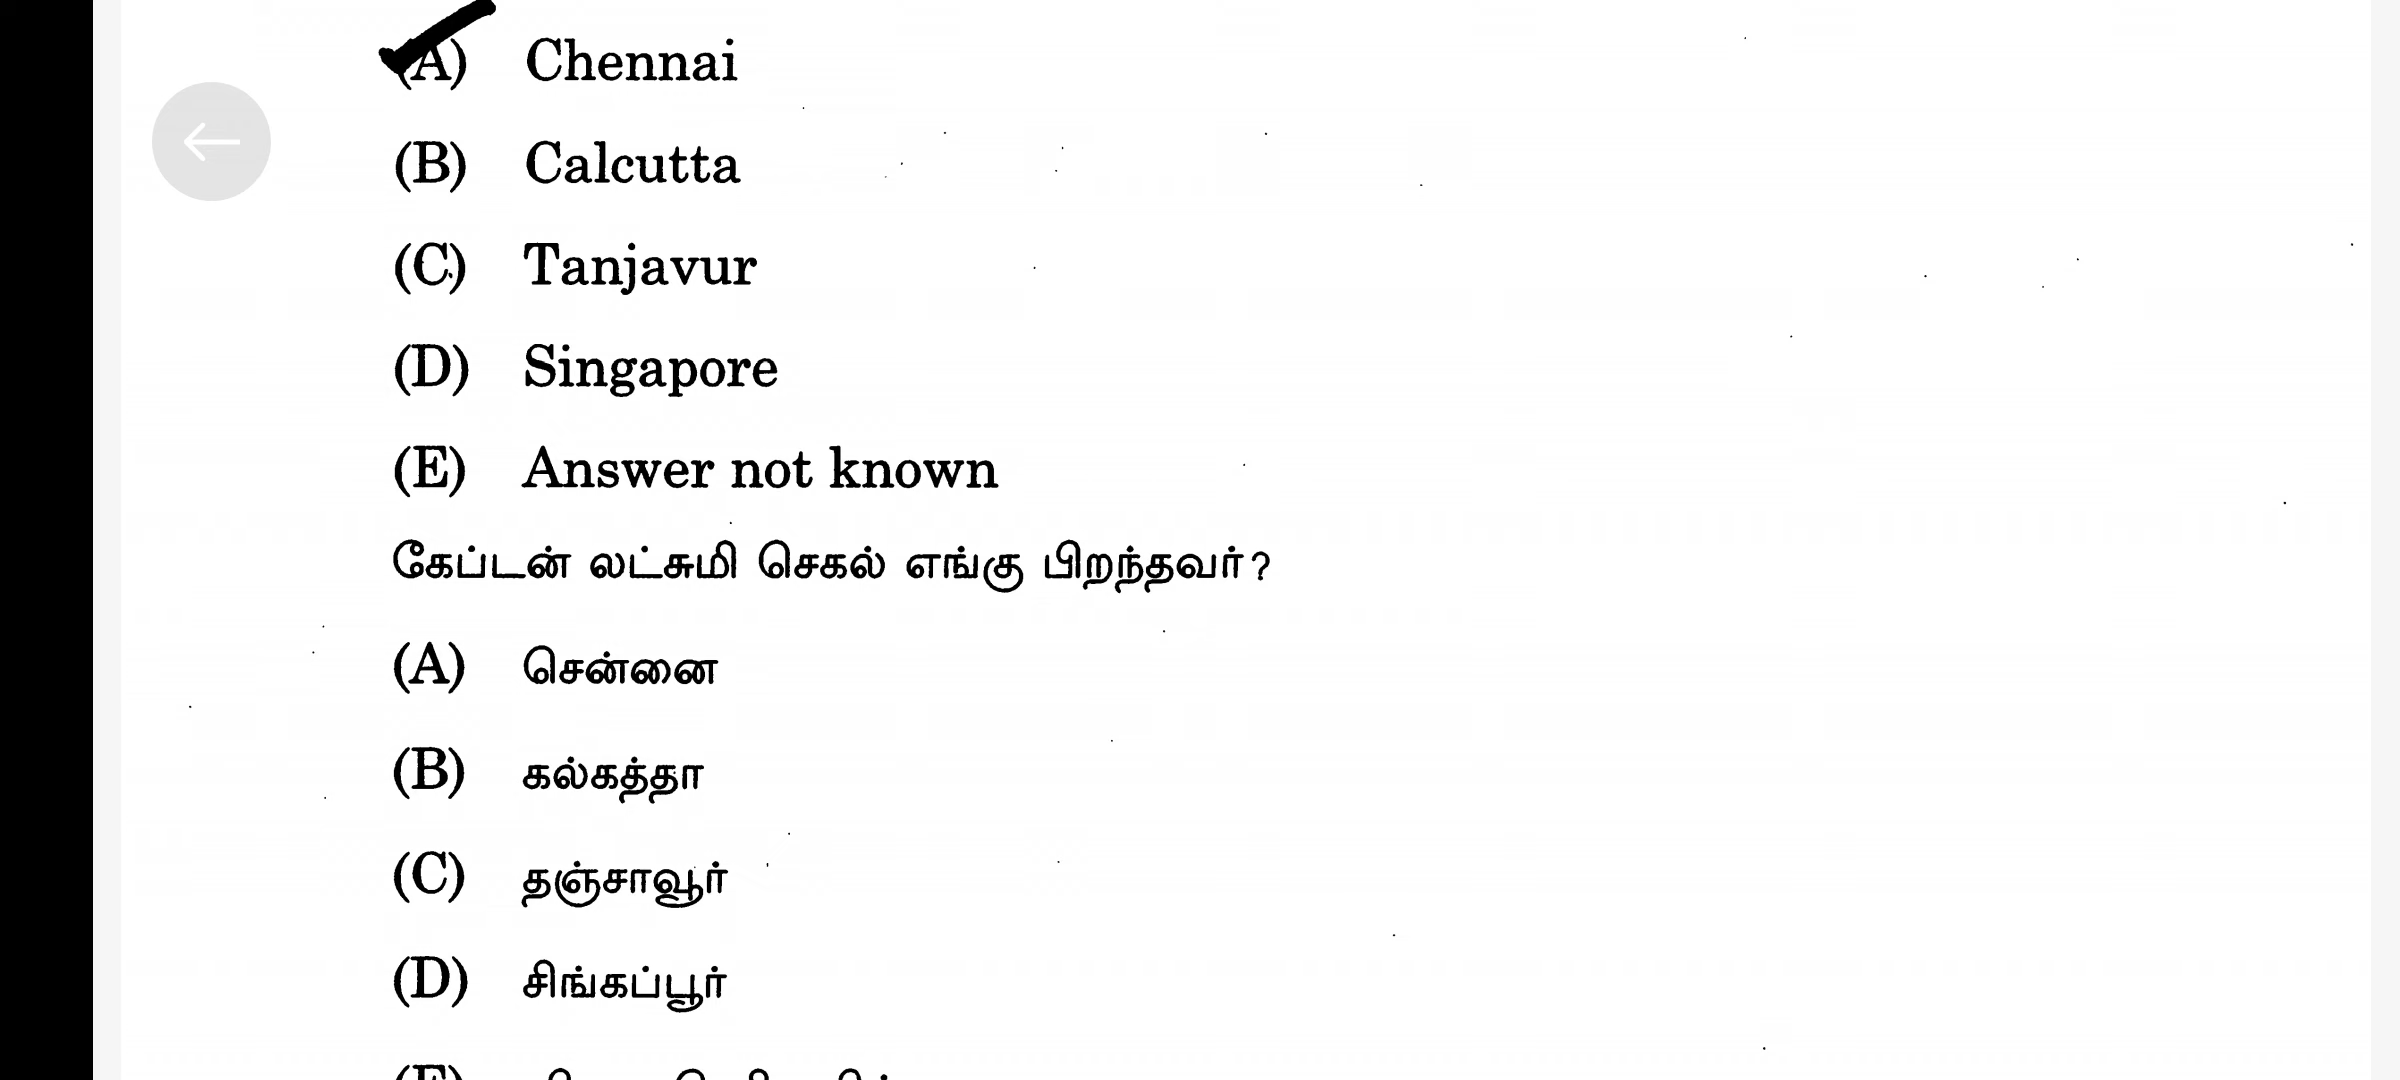 (A) Chennai
(B) Calcutta
(C) Tanjavur
(D) Singapore
(E) Answer not known
கேப்டன் லட்சுமி செகல் எங்கு பிறந்தவர்?
(A) சென்னை
(B) கல்கத்தா
(C) தஞ்சாவூர்
(D) சிங்கப்பூர்
(E)